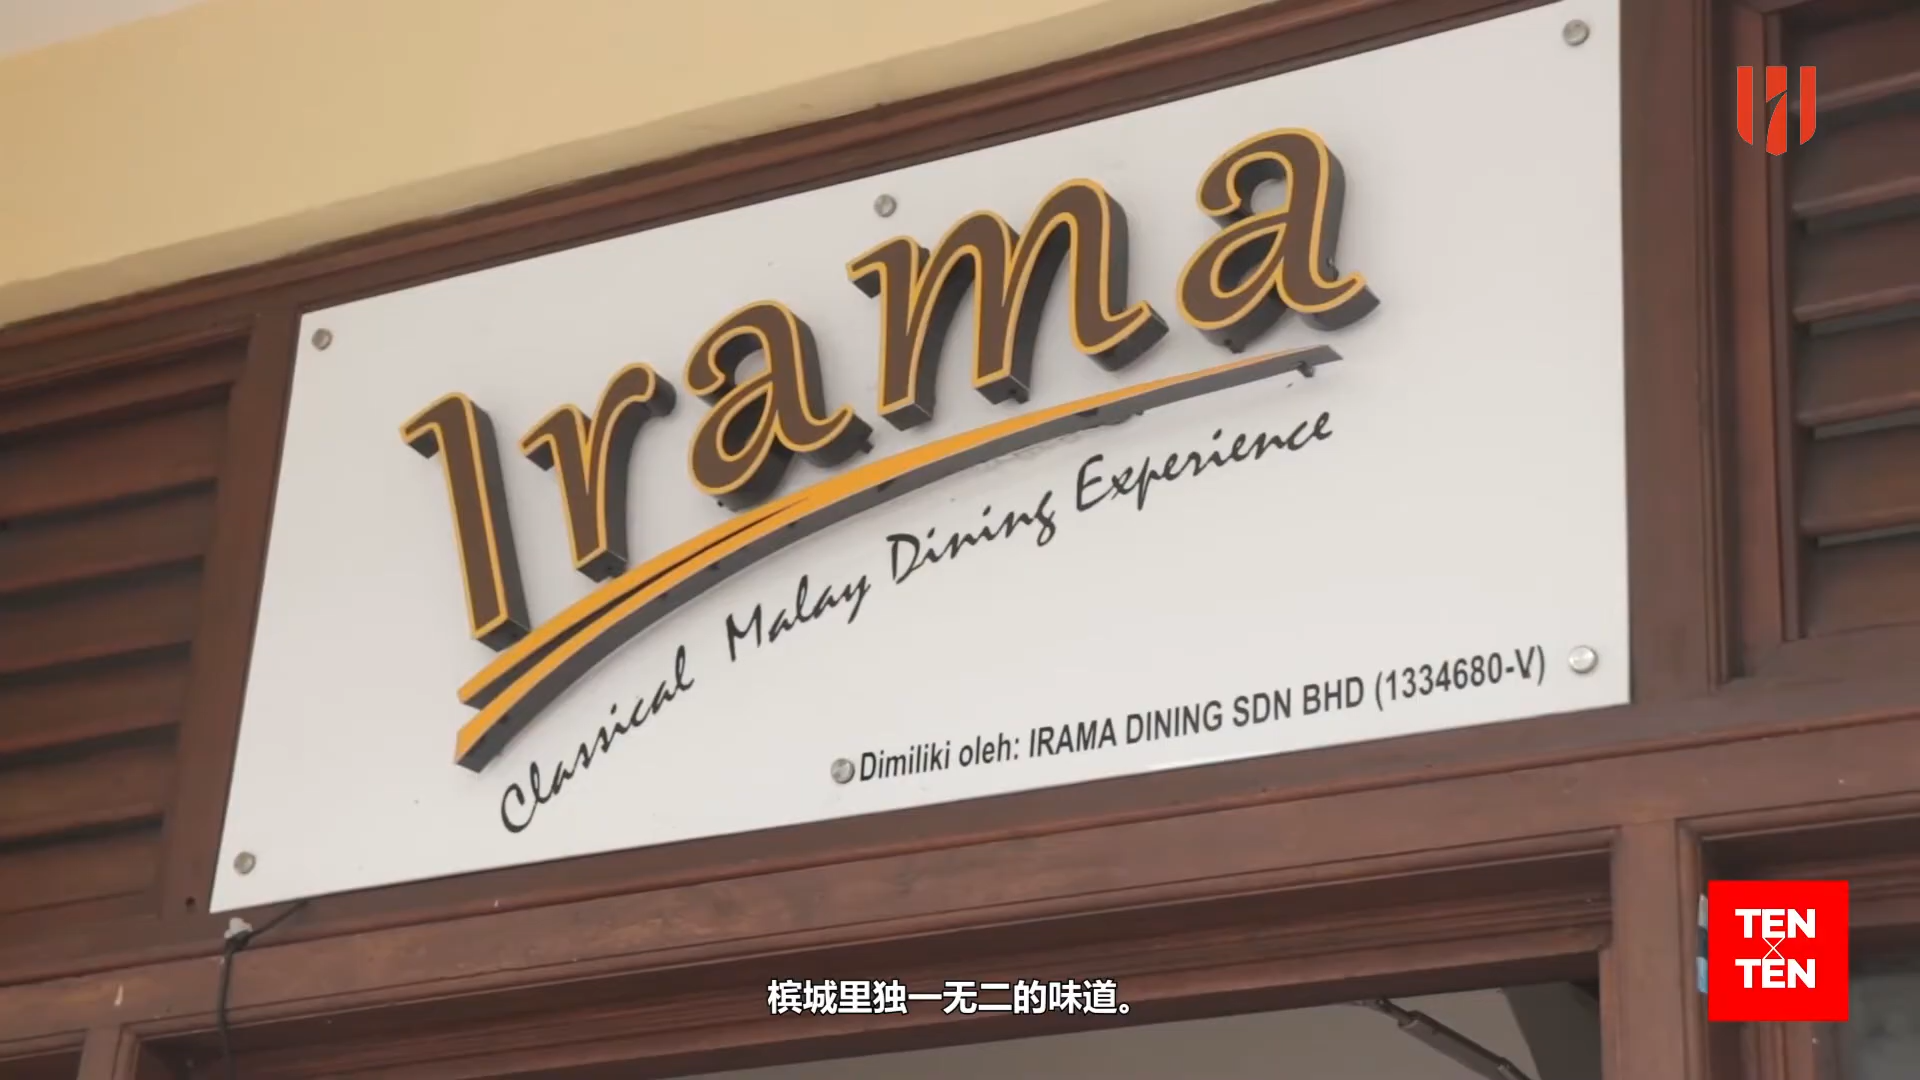 Irama
Classical Malay Dining Experience
Dimiliki oleh: IRAMA DINING SDN BHD (1334680-V)
TEN
×
TEN
槟城里独一无二的味道。